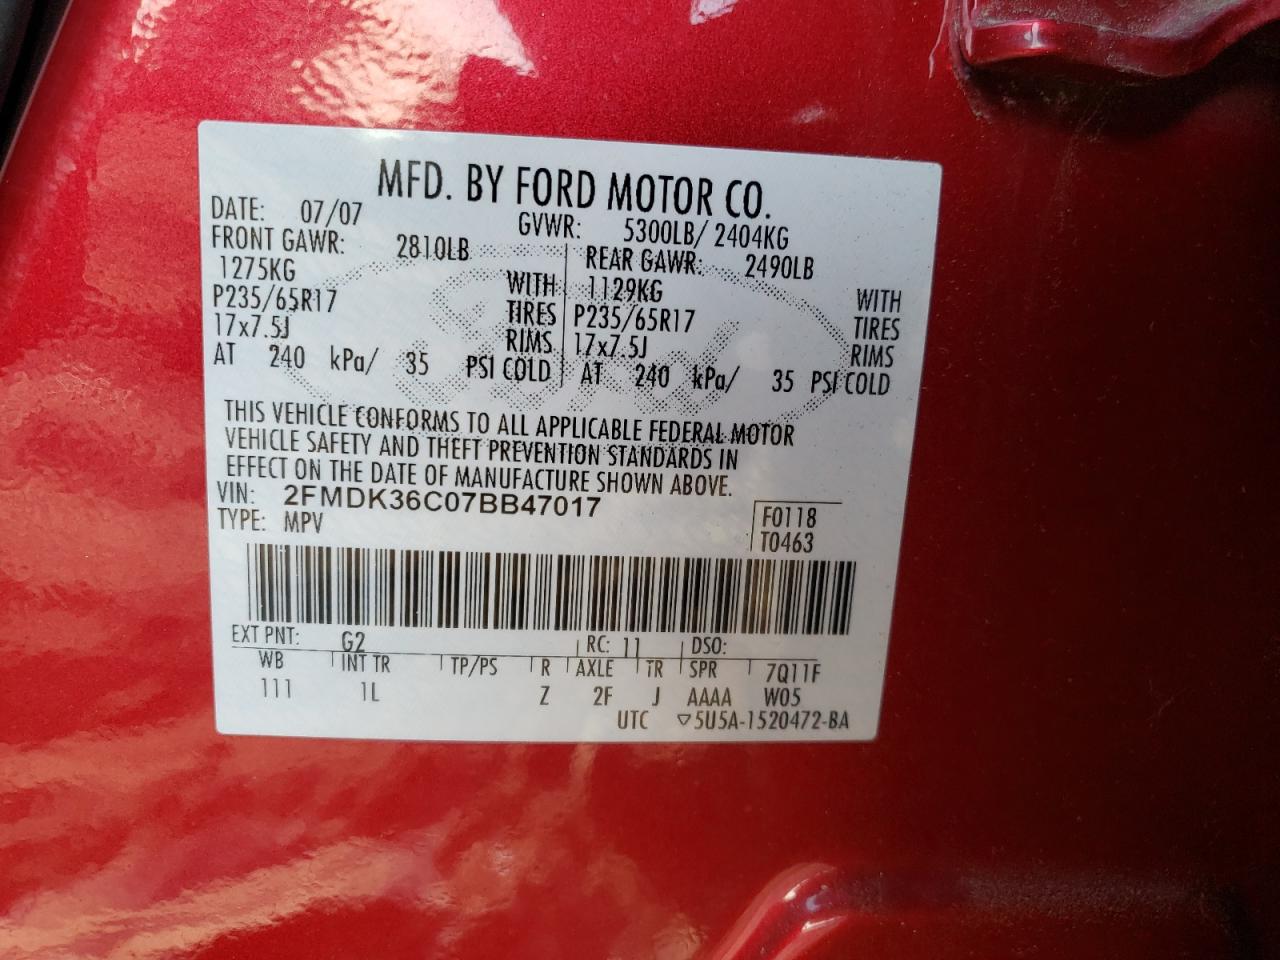 MFD. BY FORD MOTOR CO.
DATE: 07/07 GVWR: 5300LB/ 2404KG
FRONT GAWR: 2810LB REAR GAWR: 2490LB
1275KG WITH 1129KG WITH
P235/65R17 TIRES P235/65R17 TIRES
17x7.5J RIMS 17x7.5J RIMS
AT 240 kPa/ 35 PSI COLD AT 240 kPa/ 35 PSI COLD
THIS VEHICLE CONFORMS TO ALL APPLICABLE FEDERAL MOTOR
VEHICLE SAFETY AND THEFT PREVENTION STANDARDS IN
EFFECT ON THE DATE OF MANUFACTURE SHOWN ABOVE.
VIN: 2FMDK36C07BB47017
TYPE: MPV F0118
T0463
EXT PNT: G2 RC: 11 DSO:
WB INT TR TP/PS R AXLE TR SPR 7Q11F
111 1L Z 2F J AAAA W05
UTC ▽5U5A-1520472-BA